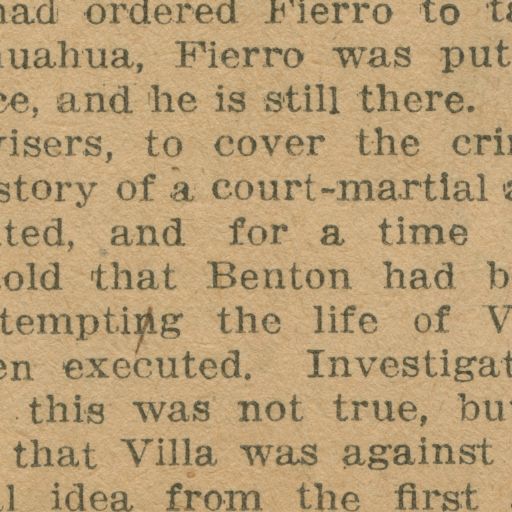 had ordered Fierro to ta
huahua, Fierro was put
ce, and he is still there.
visers, to cover the cri
story of a court-martial a
ted, and for a time
old that Benton had b
tempting the life of V
en executed. Investigat
this was not true, bu
that Villa was against
l idea from the first